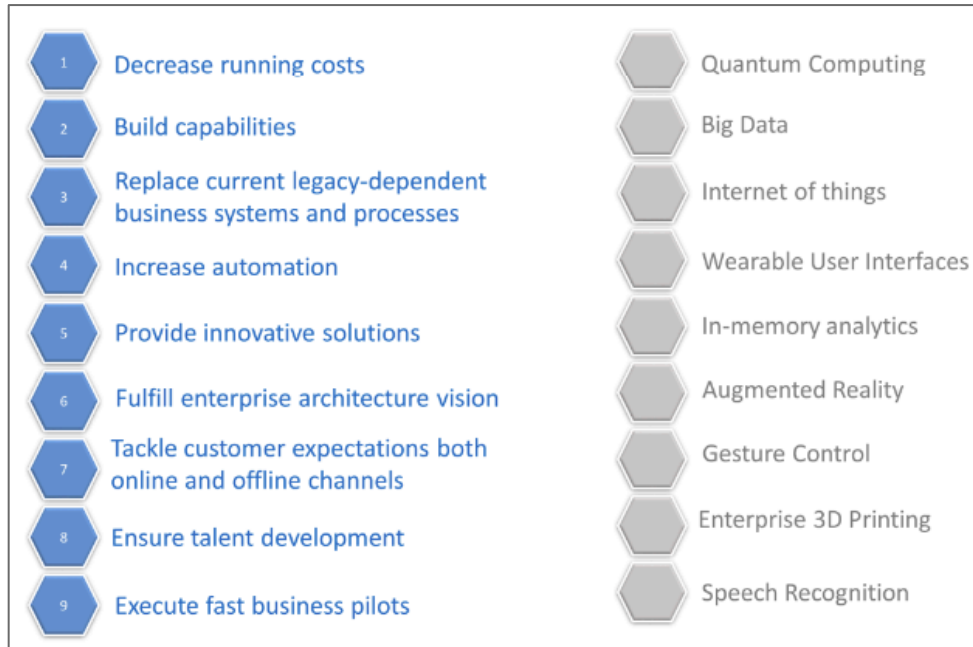 1
Decrease running costs
2
Build capabilities
3
Replace current legacy-dependent
business systems and processes
4
Increase automation
5
Provide innovative solutions
6
Fulfill enterprise architecture vision
7
Tackle customer expectations both
online and offline channels
8
Ensure talent development
9
Execute fast business pilots
Quantum Computing
Big Data
Internet of things
Wearable User Interfaces
In-memory analytics
Augmented Reality
Gesture Control
Enterprise 3D Printing
Speech Recognition